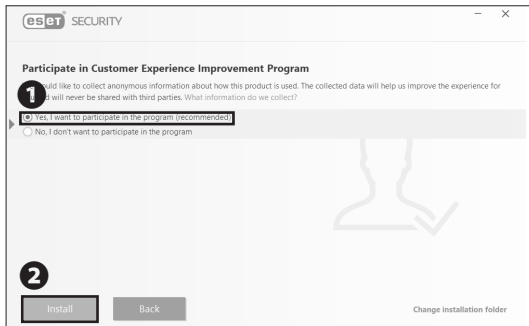 eset SECURITY
Participate in Customer Experience Improvement Program
ould like to collect anonymous information about how this product is used. The collected data will help us improve the experience for
d will never be shared with third parties. What information do we collect?
1
Yes, I want to participate in the program (recommended)
No, I don't want to participate in the program
2
Install
Back
Change installation folder